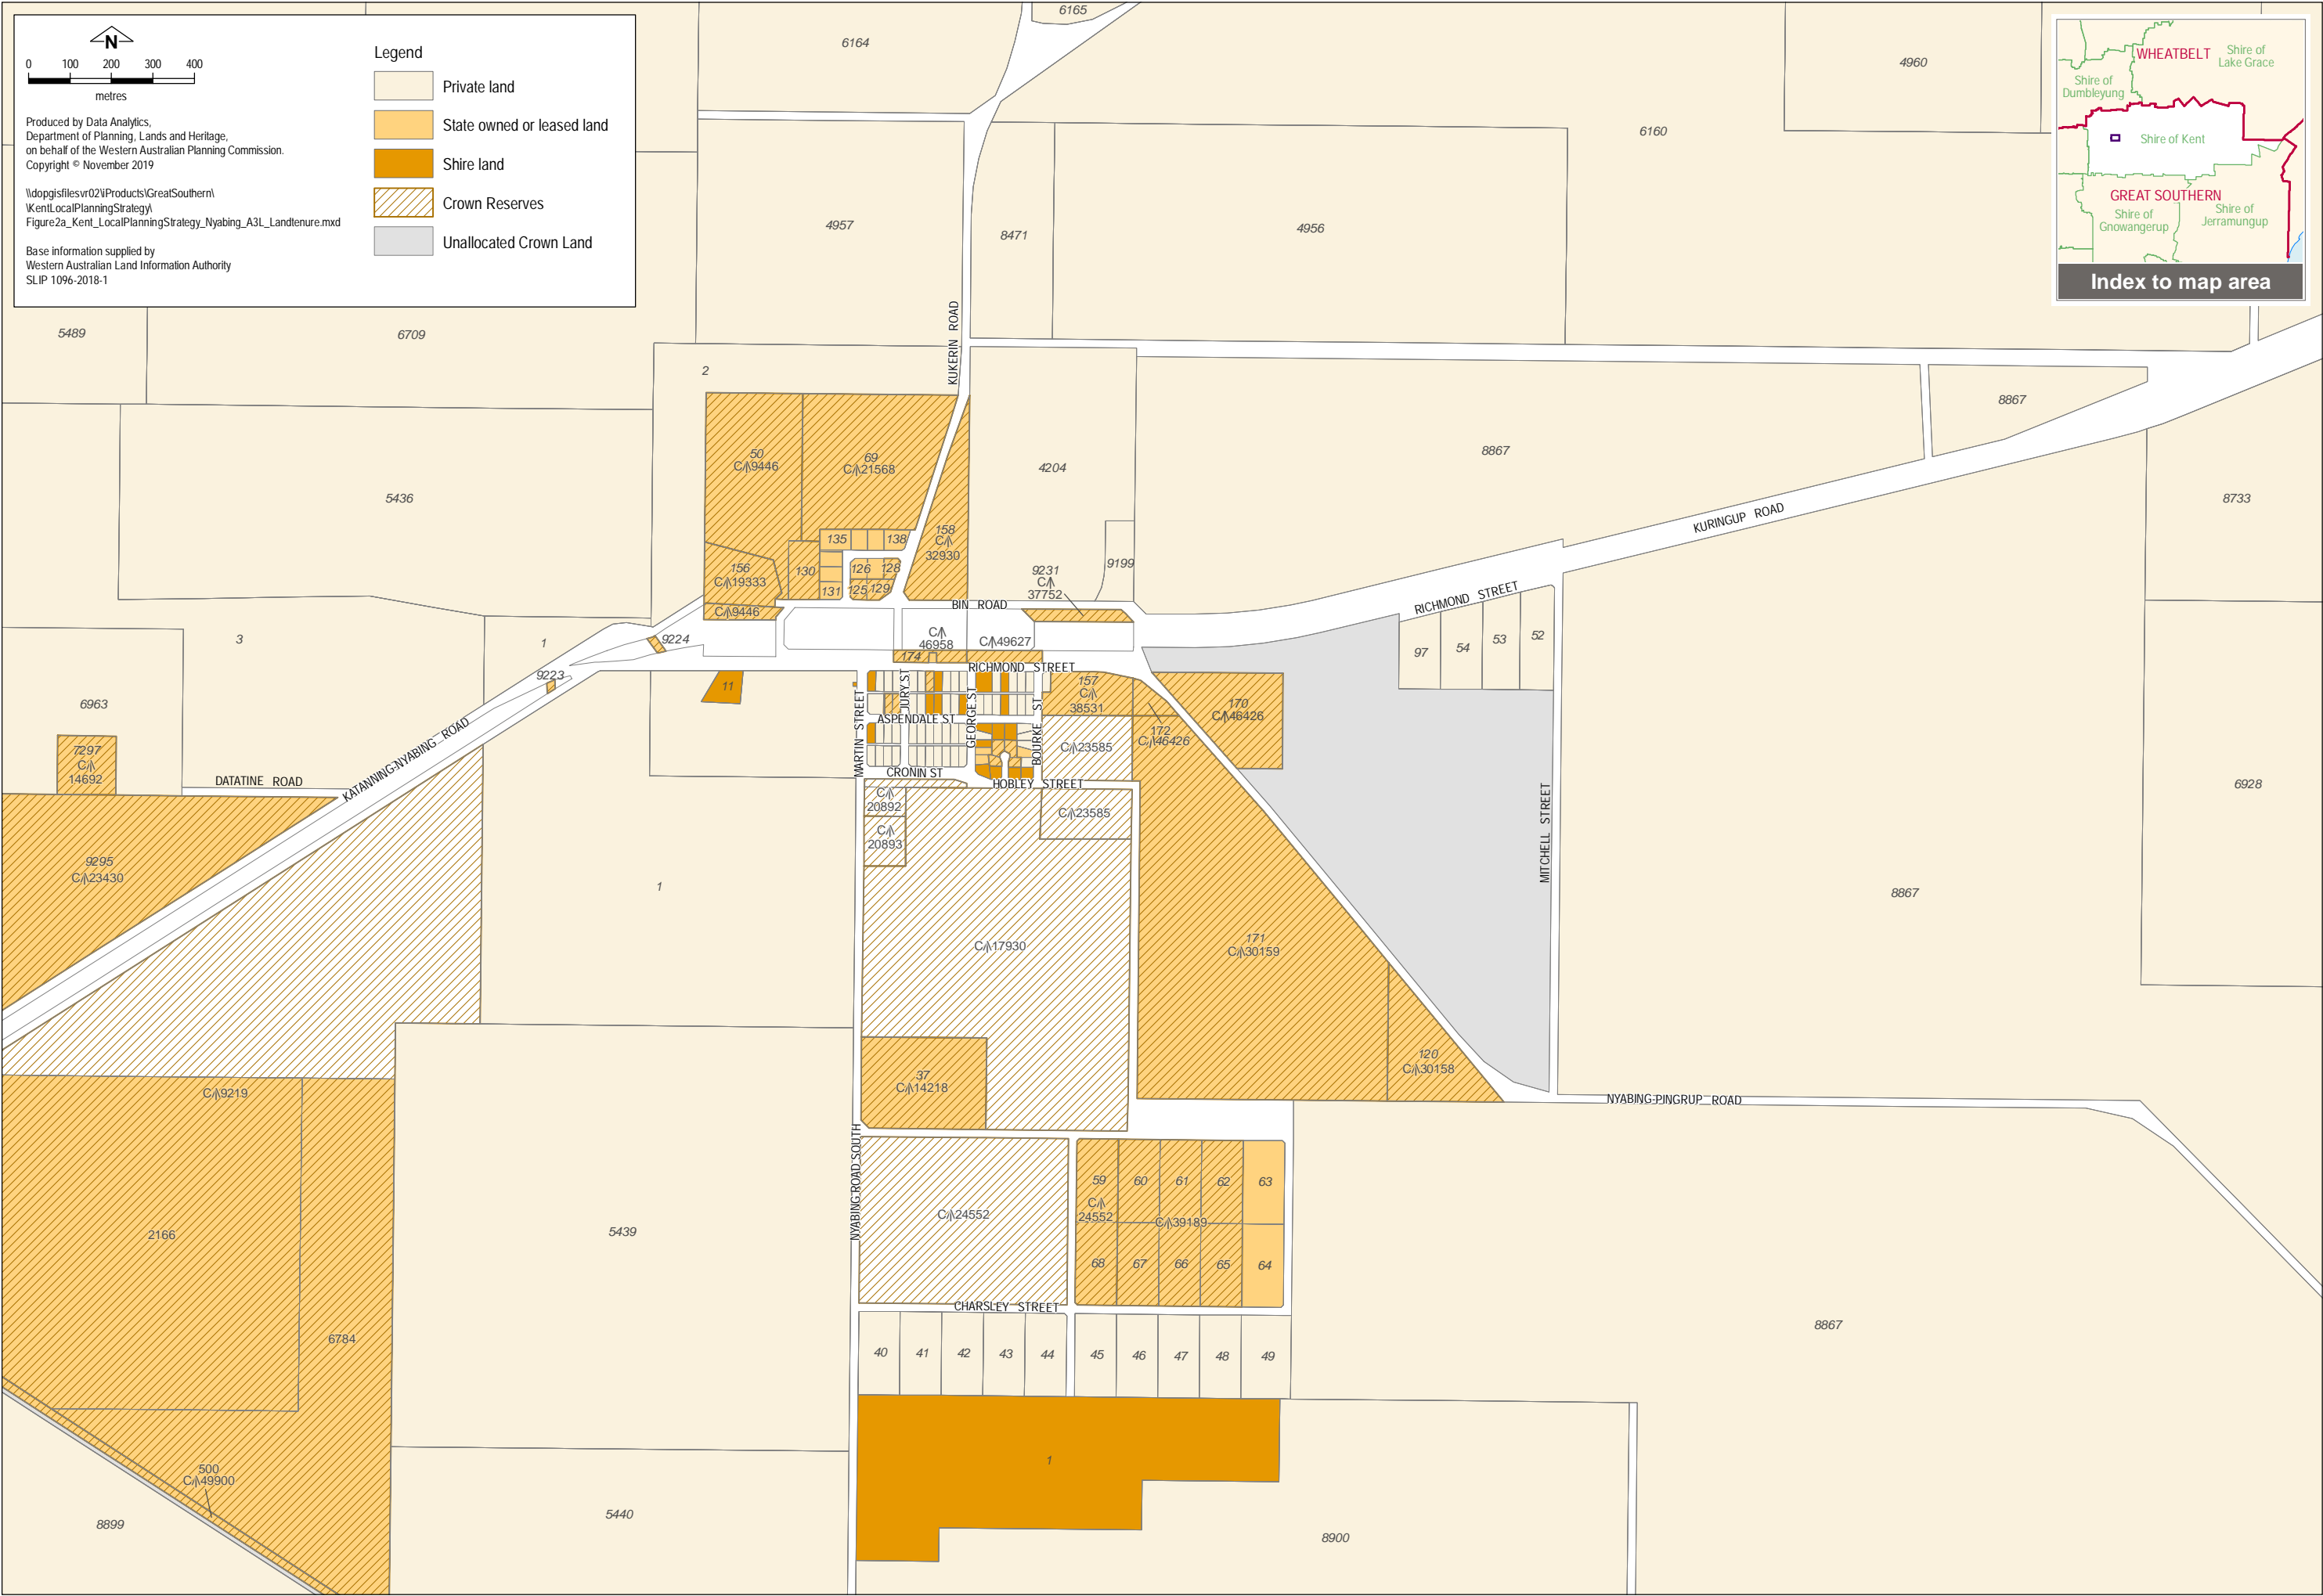 N
0 100 200 300 400
metres
Produced by Data Analytics,
Department of Planning, Lands and Heritage,
on behalf of the Western Australian Planning Commission.
Copyright © November 2019
\\dopgisfilesvr02\iProducts\GreatSouthern\
\KentLocalPlanningStrategy\
Figure2a_Kent_LocalPlanningStrategy_Nyabing_A3L_Landtenure.mxd
Base information supplied by
Western Australian Land Information Authority
SLIP 1096-2018-1
Legend
Private land
State owned or leased land
Shire land
Crown Reserves
Unallocated Crown Land
WHEATBELT
Shire of
Lake Grace
Shire of
Dumbleyung
Shire of Kent
GREAT SOUTHERN
Shire of
Gnowangerup
Shire of
Jerramungup
Index to map area
6165
6164
4960
6160
4957
8471
4956
5489
6709
KUKERIN ROAD
2
8867
8867
50
C/\9446
69
C/\21568
4204
5436
8733
KURINGUP ROAD
158
C/\
32930
135
138
9199
156
C/\19333
130
126
128
131
125
129
9231
C/\
37752
C/\9446
BIN ROAD
RICHMOND STREET
3
1
9224
C/\
46958
C/\49627
174
97
54
53
52
RICHMOND STREET
9223
11
JURY ST
GEORGE ST
157
C/\
38531
170
C/\46426
6963
MARTIN STREET
ASPENDALE ST
BOURKE ST
172
C/\46426
7297
C/\
14692
KATANNING-NYABING ROAD
C/\23585
DATATINE ROAD
CRONIN ST
HOBLEY STREET
6928
C/\
20892
C/\23585
C/\
20893
MITCHELL STREET
9295
C/\23430
1
8867
C/\17930
171
C/\30159
37
C/\14218
120
C/\30158
C/\9219
NYABING-PINGRUP ROAD
NYABING ROAD SOUTH
59
60
61
62
63
C/\
24552
C/\24552
C/\39189
2166
5439
68
67
66
65
64
CHARSLEY STREET
6784
8867
40
41
42
43
44
45
46
47
48
49
1
500
C/\49900
8899
5440
8900